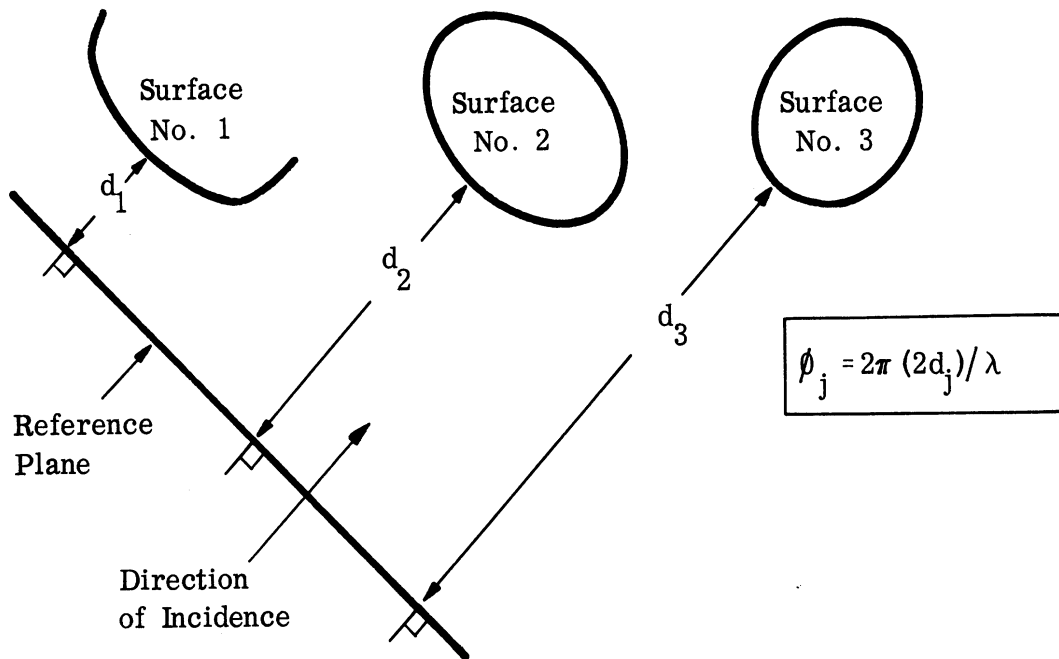 Surface
No. 1
Surface
No. 2
Surface
No. 3
d₁
d₂
d₃
ϕⱼ = 2π (2dⱼ)/ λ
Reference
Plane
Direction
of Incidence